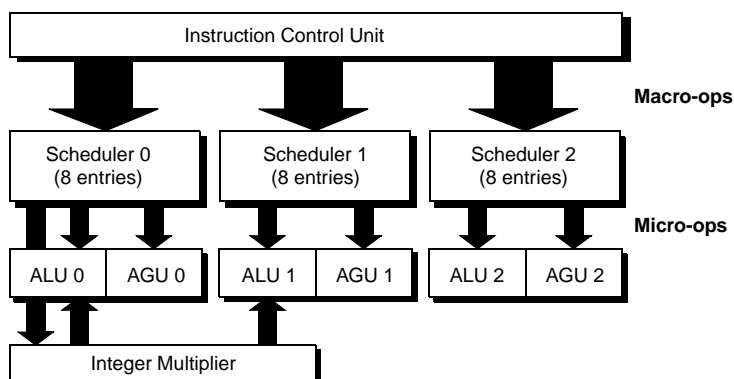 Instruction Control Unit
Macro-ops
Scheduler 0
(8 entries)
Scheduler 1
(8 entries)
Scheduler 2
(8 entries)
Micro-ops
ALU 0
AGU 0
ALU 1
AGU 1
ALU 2
AGU 2
Integer Multiplier